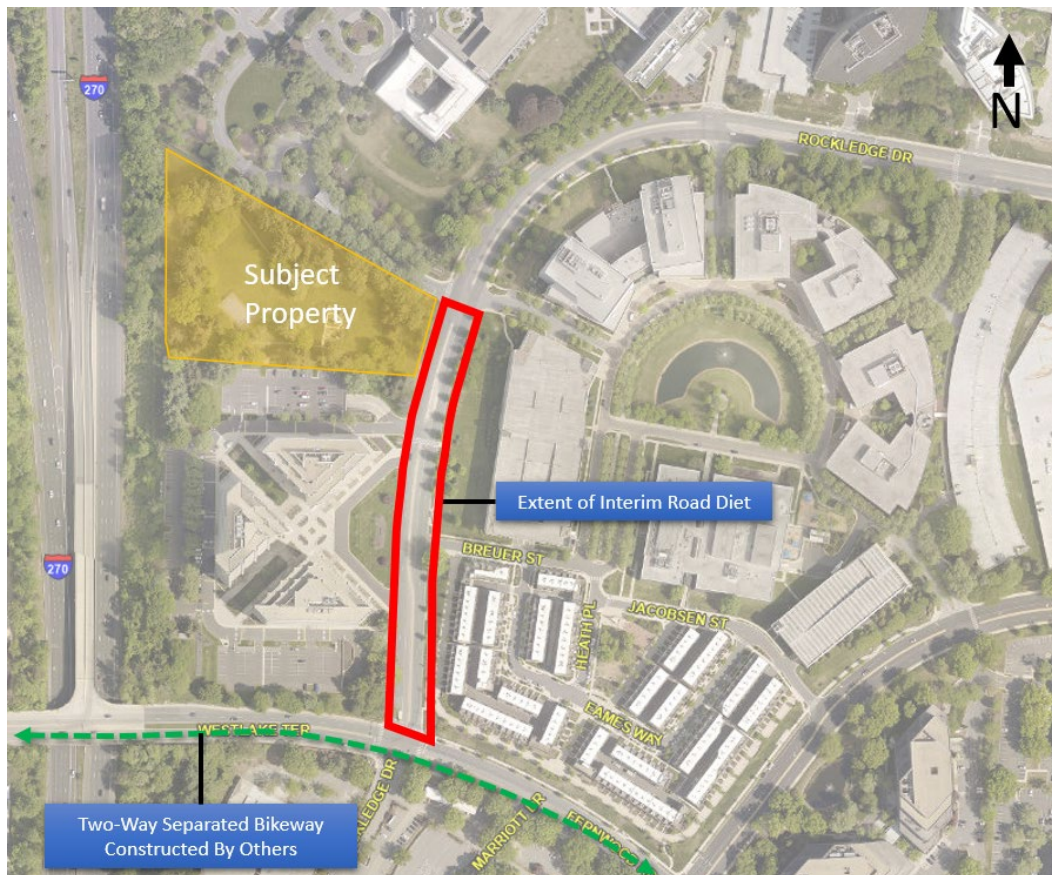 270
N
ROCKLEDGE DR
Subject
Property
Extent of Interim Road Diet
BREUER ST
270
JACOBSEN ST
HEATH PL
EAMES WAY
WESTLAKE TER
Two-Way Separated Bikeway
Constructed By Others
MARRIOTT DR